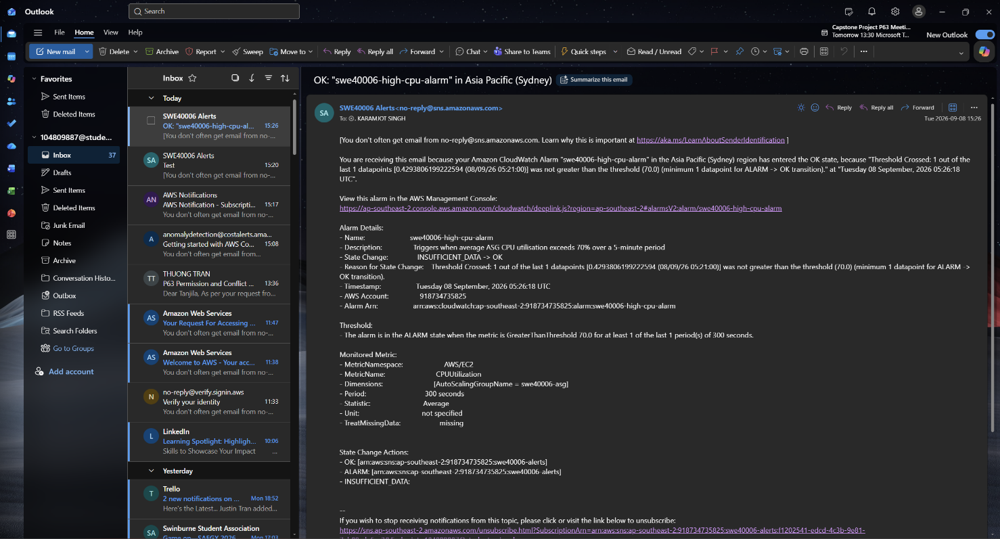 Outlook
Search
File Home View Help
Capstone Project P63 Meeti...
Tomorrow 13:30 Microsoft T...
New Outlook
New mail Delete Archive Report Sweep Move to Reply Reply all Forward Chat Share to Teams Quick steps Read / Unread
Favorites
Sent Items
Deleted Items
104809887@stude...
Inbox 37
Drafts
Sent Items
Deleted Items
Junk Email
Notes
Archive
Conversation Histo...
Outbox
RSS Feeds
Search Folders
Go to Groups
Add account
Inbox
Today
SWE40006 Alerts
OK: "swe40006-high-cpu-al... 15:26
[You don't often get email from no-...
SA
SWE40006 Alerts
Test 15:20
[You don't often get email from no-...
AN
AWS Notifications
AWS Notification - Subscripti... 15:17
You don't often get email from no-...
A
anomalydetection@costalerts.ama...
Getting started with AWS Co... 15:08
You don't often get email from...
TT
THUONG TRAN
P63 Permission and Conflict ... 13:36
Dear Tanjila, As per your request fro...
AS
Amazon Web Services
Your Request For Accessing ... 11:47
You don't often get email from no-...
AS
Amazon Web Services
Welcome to AWS - Your acc... 11:38
You don't often get email from no-...
N
no-reply@verify.signin.aws
Verify your identity 11:33
You don't often get email from no-...
L
LinkedIn
Learning Spotlight: Highligh... 10:06
Skills to Showcase Your Impact ...
Yesterday
T
Trello
2 new notifications on ... Mon 18:52
Here's the Latest... Justin Tran added...
SA
Swinburne Student Association
Mon 17:03
OK: "swe40006-high-cpu-alarm" in Asia Pacific (Sydney)
Summarize this email
SA
SWE40006 Alerts<no-reply@sns.amazonaws.com>
To: KARAMJOT SINGH
Reply Reply all Forward
Tue 2026-09-08 15:26
[You don't often get email from no-reply@sns.amazonaws.com. Learn why this is important at https://aka.ms/LearnAboutSenderIdentification ]
You are receiving this email because your Amazon CloudWatch Alarm "swe40006-high-cpu-alarm" in the Asia Pacific (Sydney) region has entered the OK state, because "Threshold Crossed: 1 out of the
last 1 datapoints [0.4293806199222594 (08/09/26 05:21:00)] was not greater than the threshold (70.0) (minimum 1 datapoint for ALARM -> OK transition)." at "Tuesday 08 September, 2026 05:26:18
UTC".
View this alarm in the AWS Management Console:
https://ap-southeast-2.console.aws.amazon.com/cloudwatch/deeplink.js?region=ap-southeast-2#alarmsV2:alarm/swe40006-high-cpu-alarm
Alarm Details:
- Name: swe40006-high-cpu-alarm
- Description: Triggers when average ASG CPU utilisation exceeds 70% over a 5-minute period
- State Change: INSUFFICIENT_DATA -> OK
- Reason for State Change: Threshold Crossed: 1 out of the last 1 datapoints [0.4293806199222594 (08/09/26 05:21:00)] was not greater than the threshold (70.0) (minimum 1 datapoint for ALARM ->
OK transition).
- Timestamp: Tuesday 08 September, 2026 05:26:18 UTC
- AWS Account: 918734735825
- Alarm Arn: arn:aws:cloudwatch:ap-southeast-2:918734735825:alarm:swe40006-high-cpu-alarm
Threshold:
- The alarm is in the ALARM state when the metric is GreaterThanThreshold 70.0 for at least 1 of the last 1 period(s) of 300 seconds.
Monitored Metric:
- MetricNamespace: AWS/EC2
- MetricName: CPUUtilization
- Dimensions: [AutoScalingGroupName = swe40006-asg]
- Period: 300 seconds
- Statistic: Average
- Unit: not specified
- TreatMissingData: missing
State Change Actions:
- OK: [arn:aws:sns:ap-southeast-2:918734735825:swe40006-alerts]
- ALARM: [arn:aws:sns:ap-southeast-2:918734735825:swe40006-alerts]
- INSUFFICIENT_DATA:
--
If you wish to stop receiving notifications from this topic, please click or visit the link below to unsubscribe:
https://sns.ap-southeast-2.amazonaws.com/unsubscribe.html?SubscriptionArn=arn:aws:sns:ap-southeast-2:918734735825:swe40006-alerts:f1202541-edcd-4c3b-9e81-